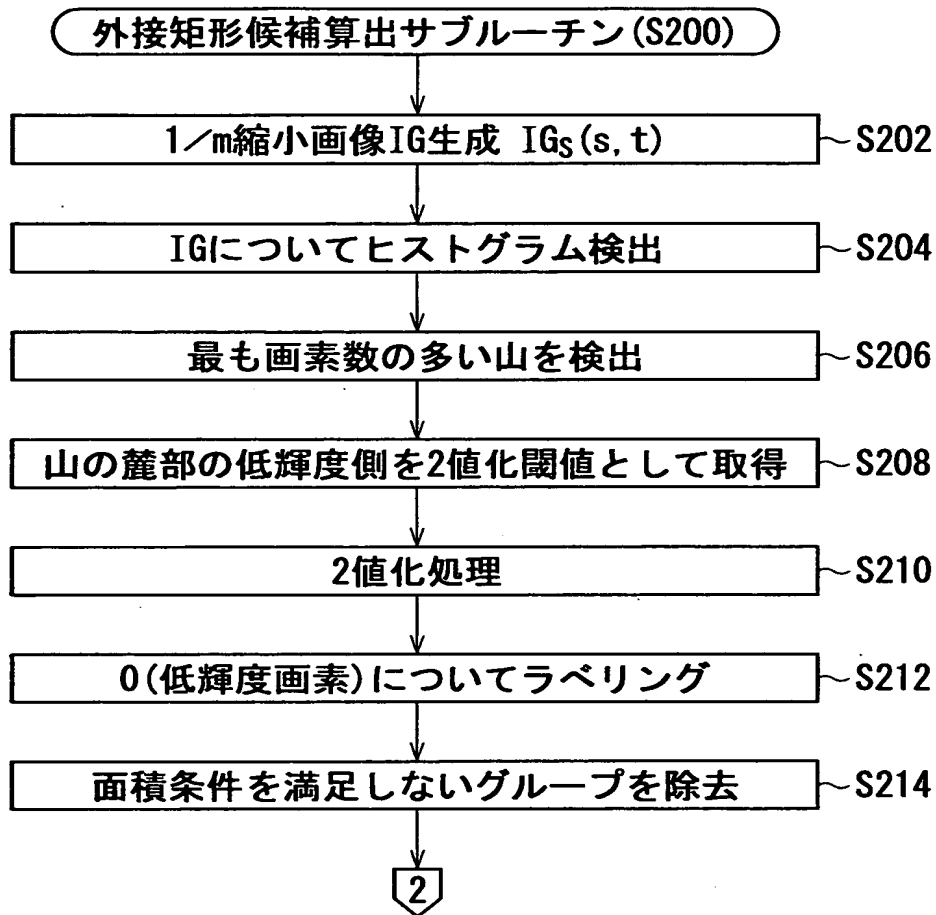 外接矩形候補算出サブルーチン(S200)
1/m縮小画像IG生成 IGS(s,t) S202
IGについてヒストグラム検出 S204
最も画素数の多い山を検出 S206
山の麓部の低輝度側を2値化閾値として取得 S208
2値化処理 S210
0(低輝度画素)についてラベリング S212
面積条件を満足しないグループを除去 S214
2